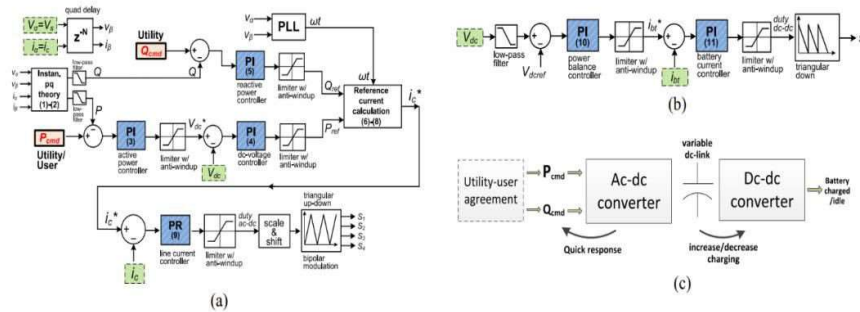 quad delay
Vα=Vs
iα=ic
z-N
vβ
iβ
Utility
Qcmd
vα
vβ
PLL
ωt
vα
vβ
iα
iβ
Instan.
pq
theory
(1)-(2)
low-pass
filter
Q
Q
low-pass
filter
P
PI
(5)
reactive power
controller
limiter w/
anti-windup
Qref
ωt
Reference
current
calculation
(6)-(8)
ic*
Pcmd
Utility/
User
PI
(3)
active
power
controller
limiter w/
anti-windup
Vdc*
Vdc
PI
(4)
dc-voltage
controller
limiter w/
anti-windup
Pref
ic*
ic
PR
(9)
line current
controller
limiter w/
anti-windup
duty
ac-dc
scale
&
shift
triangular
up-down
bipolar
modulation
S1
S2
S3
S4
(a)
Vdc
low-pass
filter
Vdcref
PI
(10)
power
balance
controller
limiter w/
anti-windup
ibt*
ibt
PI
(11)
battery
current
controller
limiter w/
anti-windup
duty
dc-dc
triangular
down
(b)
Utility-user
agreement
Pcmd
Qcmd
Ac-dc
converter
variable
dc-link
Dc-dc
converter
Battery
charged
/idle
Quick response
increase/decrease
charging
(c)